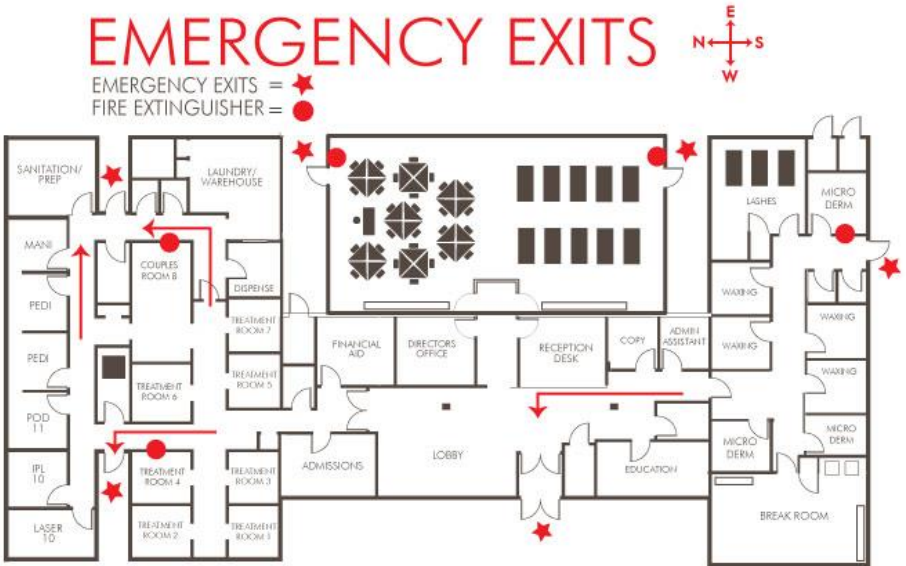 EMERGENCY EXITS
E
N S
W
EMERGENCY EXITS =
FIRE EXTINGUISHER =
SANITATION/
PREP
LAUNDRY/
WAREHOUSE
LASHES
MICRO
DERM
MANI
COUPLES
ROOM 8
DISPENSE
PEDI
WAXING
WAXING
TREATMENT
ROOM 7
FINANCIAL
AID
DIRECTORS
OFFICE
RECEPTION
DESK
COPY
ADMIN
ASSISTANT
WAXING
PEDI
TREATMENT
ROOM 6
TREATMENT
ROOM 5
WAXING
POD
11
MICRO
DERM
MICRO
DERM
IPL
10
TREATMENT
ROOM 4
TREATMENT
ROOM 3
ADMISSIONS
LOBBY
EDUCATION
BREAK ROOM
LASER
10
TREATMENT
ROOM 2
TREATMENT
ROOM 1